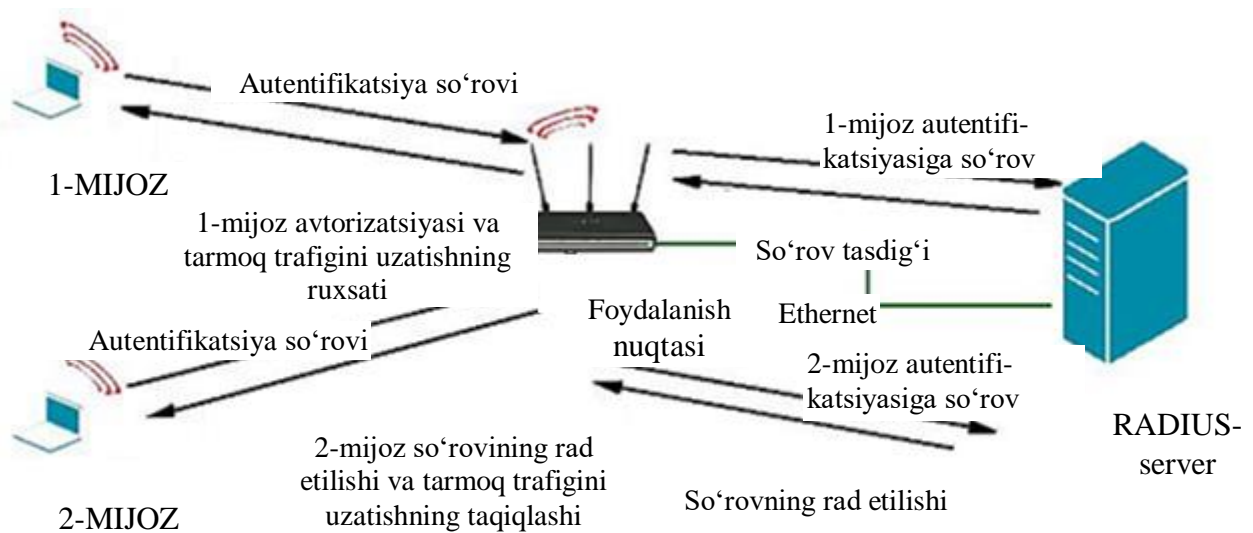 Autentifikatsiya so‘rovi
1-mijoz autentifi-
katsiyasiga so‘rov
1-MIJOZ
1-mijoz avtorizatsiyasi va
tarmoq trafigini uzatishning
ruxsati
So‘rov tasdig‘i
Foydalanish
nuqtasi
Ethernet
Autentifikatsiya so‘rovi
2-mijoz autentifi-
katsiyasiga so‘rov
RADIUS-
server
2-mijoz so‘rovining rad
etilishi va tarmoq trafigini
uzatishning taqiqlashi
So‘rovning rad etilishi
2-MIJOZ